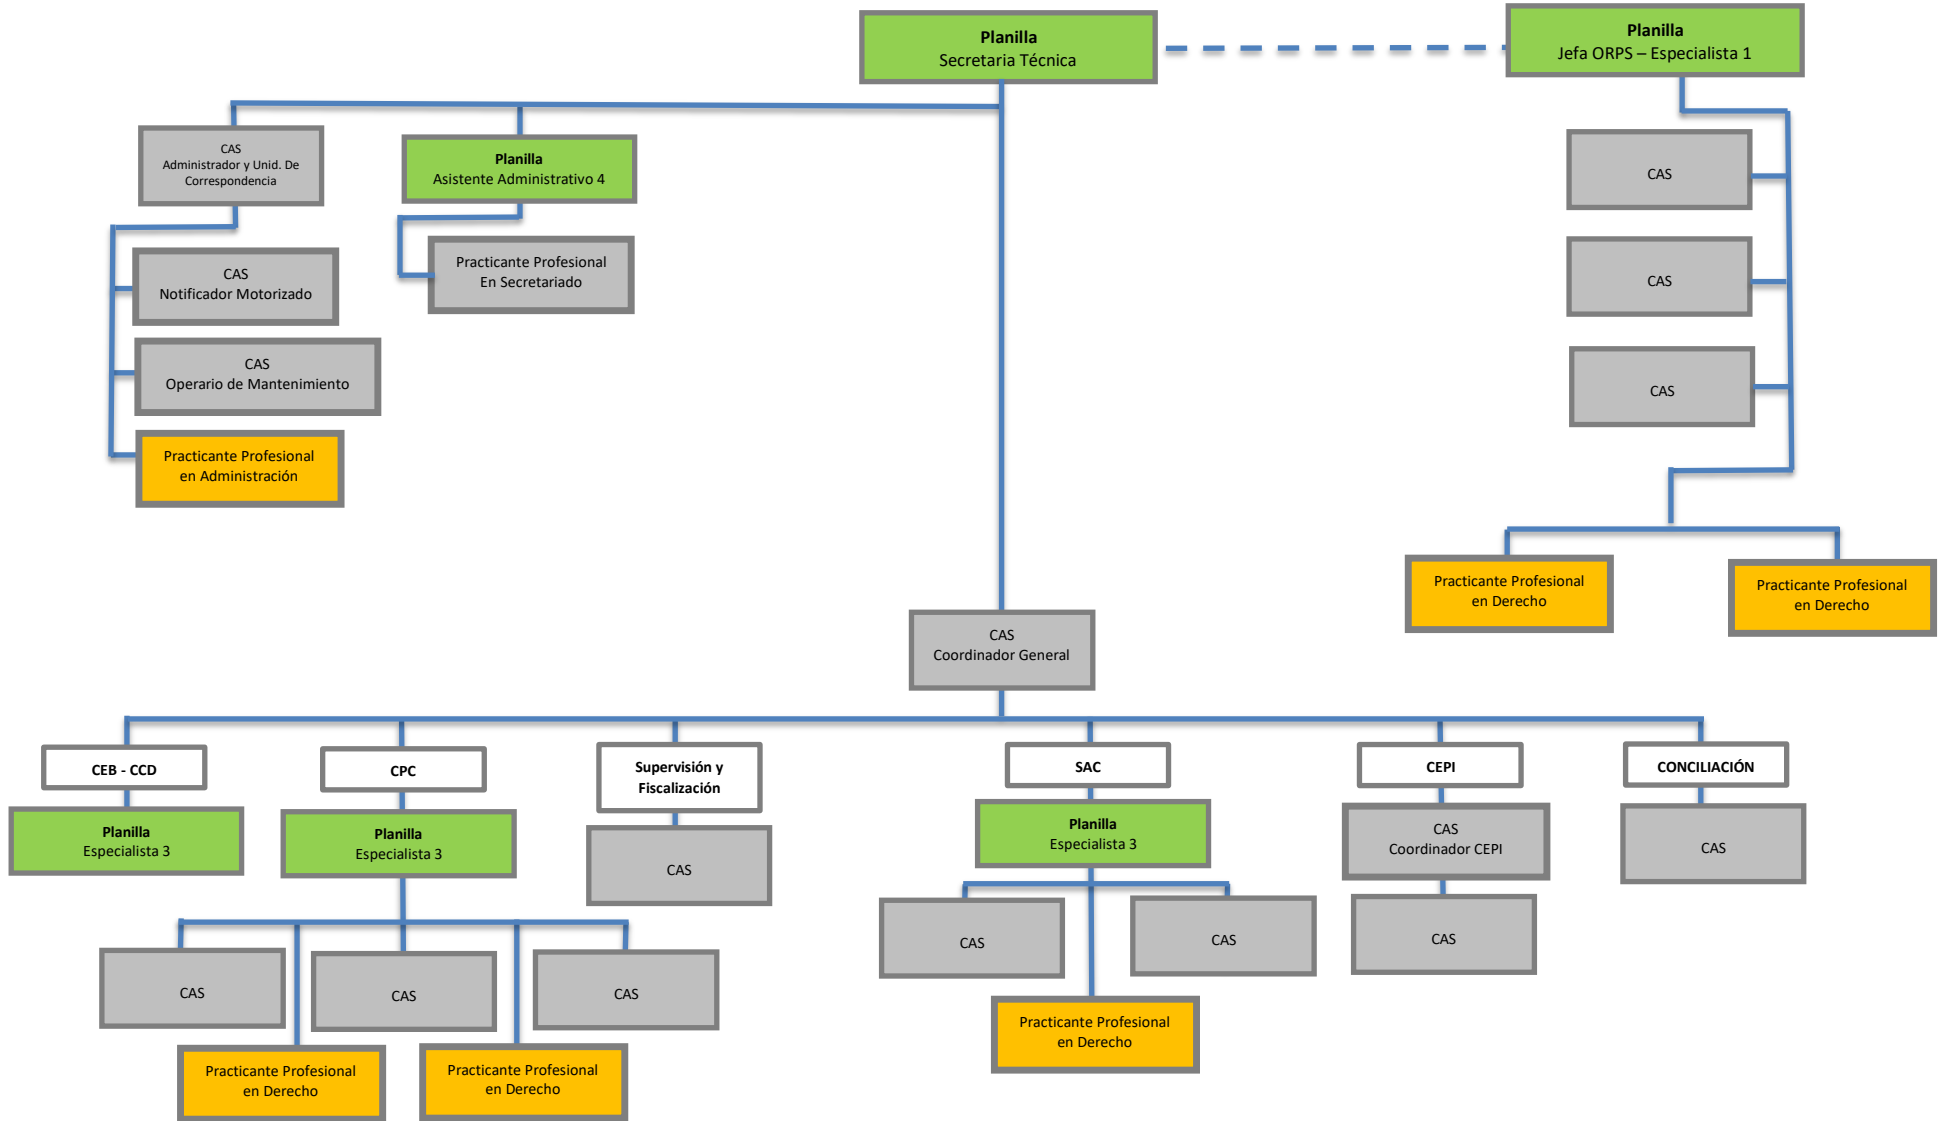 Planilla
Secretaria Técnica
Planilla
Jefa ORPS – Especialista 1
CAS
Administrador y Unid. De
Correspondencia
Planilla
Asistente Administrativo 4
CAS
CAS
Notificador Motorizado
Practicante Profesional
En Secretariado
CAS
CAS
Operario de Mantenimiento
CAS
Practicante Profesional
en Administración
Practicante Profesional
en Derecho
Practicante Profesional
en Derecho
CAS
Coordinador General
CEB - CCD
CPC
Supervisión y
Fiscalización
SAC
CEPI
CONCILIACIÓN
Planilla
Especialista 3
Planilla
Especialista 3
CAS
Planilla
Especialista 3
CAS
Coordinador CEPI
CAS
CAS
CAS
CAS
CAS
CAS
CAS
Practicante Profesional
en Derecho
Practicante Profesional
en Derecho
Practicante Profesional
en Derecho